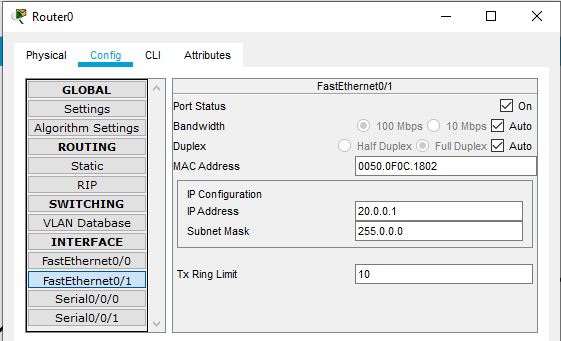 Router0
Physical Config CLI Attributes
GLOBAL
Settings
Algorithm Settings
ROUTING
Static
RIP
SWITCHING
VLAN Database
INTERFACE
FastEthernet0/0
FastEthernet0/1
Serial0/0/0
Serial0/0/1
FastEthernet0/1
Port Status On
Bandwidth 100 Mbps 10 Mbps Auto
Duplex Half Duplex Full Duplex Auto
MAC Address 0050.0F0C.1802
IP Configuration
IP Address 20.0.0.1
Subnet Mask 255.0.0.0
Tx Ring Limit 10